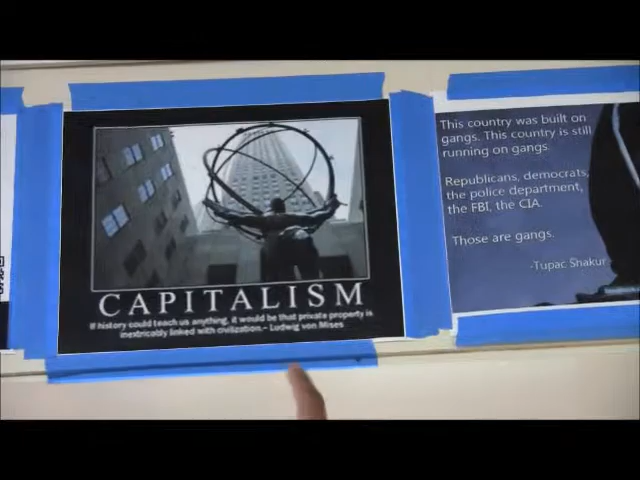 CAPITALISM
If history could teach us anything, it would be that private property is
inextricably linked with civilization. – Ludwig von Mises
This country was built on
gangs. This country is still
running on gangs.
Republicans, democrats,
the police department,
the FBI, the CIA.
Those are gangs.
-Tupac Shakur